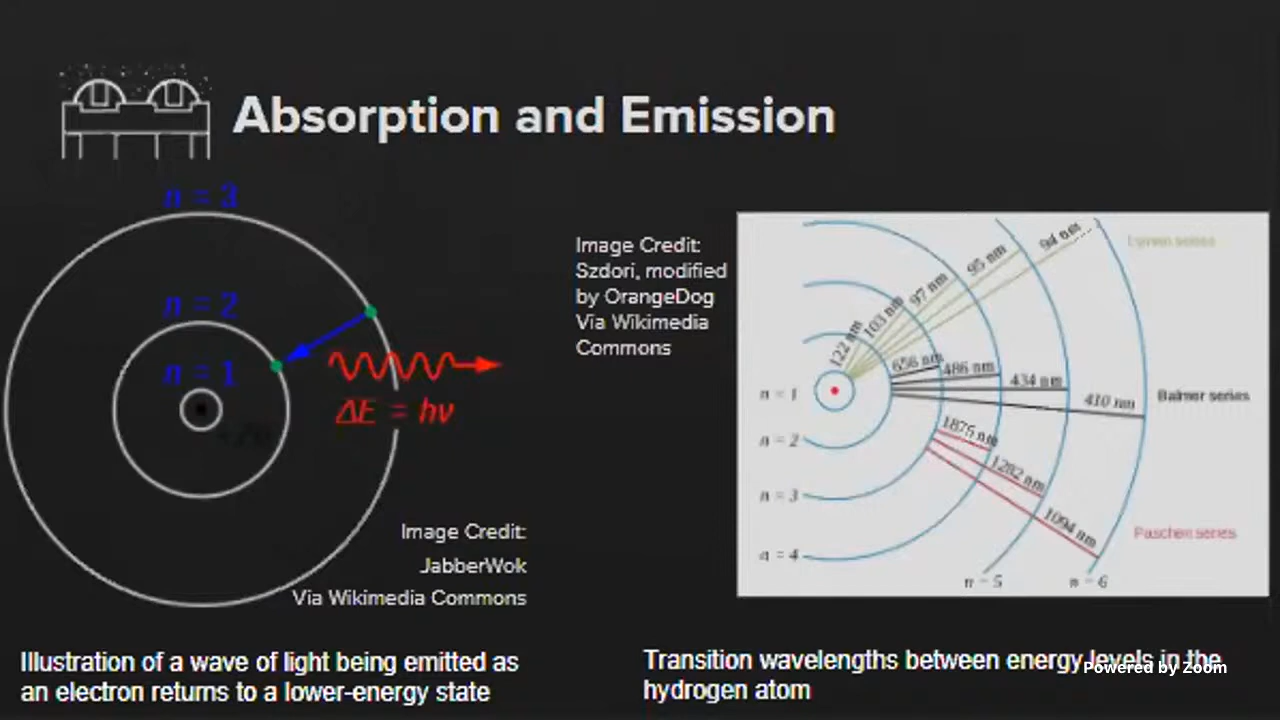 Absorption and Emission
n = 3
n = 2
n = 1
ΔE = hν
Image Credit:
JabberWok
Via Wikimedia Commons
Illustration of a wave of light being emitted as
an electron returns to a lower-energy state
Image Credit:
Szdori, modified
by OrangeDog
Via Wikimedia
Commons
Lyman series
94 nm
95 nm
97 nm
103 nm
122 nm
656 nm
486 nm
434 nm
410 nm
Balmer series
1875 nm
1282 nm
1094 nm
Paschen series
n = 1
n = 2
n = 3
n = 4
n = 5
n = 6
Transition wavelengths between energy levels in the
hydrogen atom
Powered by Zoom